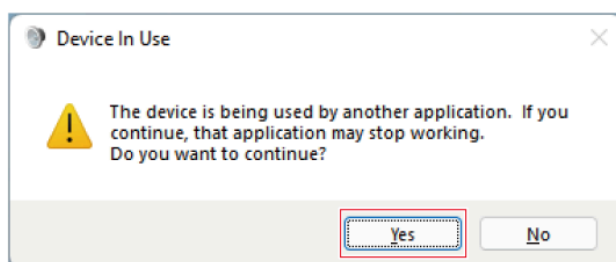 Device In Use
The device is being used by another application.  If you
continue, that application may stop working.
Do you want to continue?
Yes
No